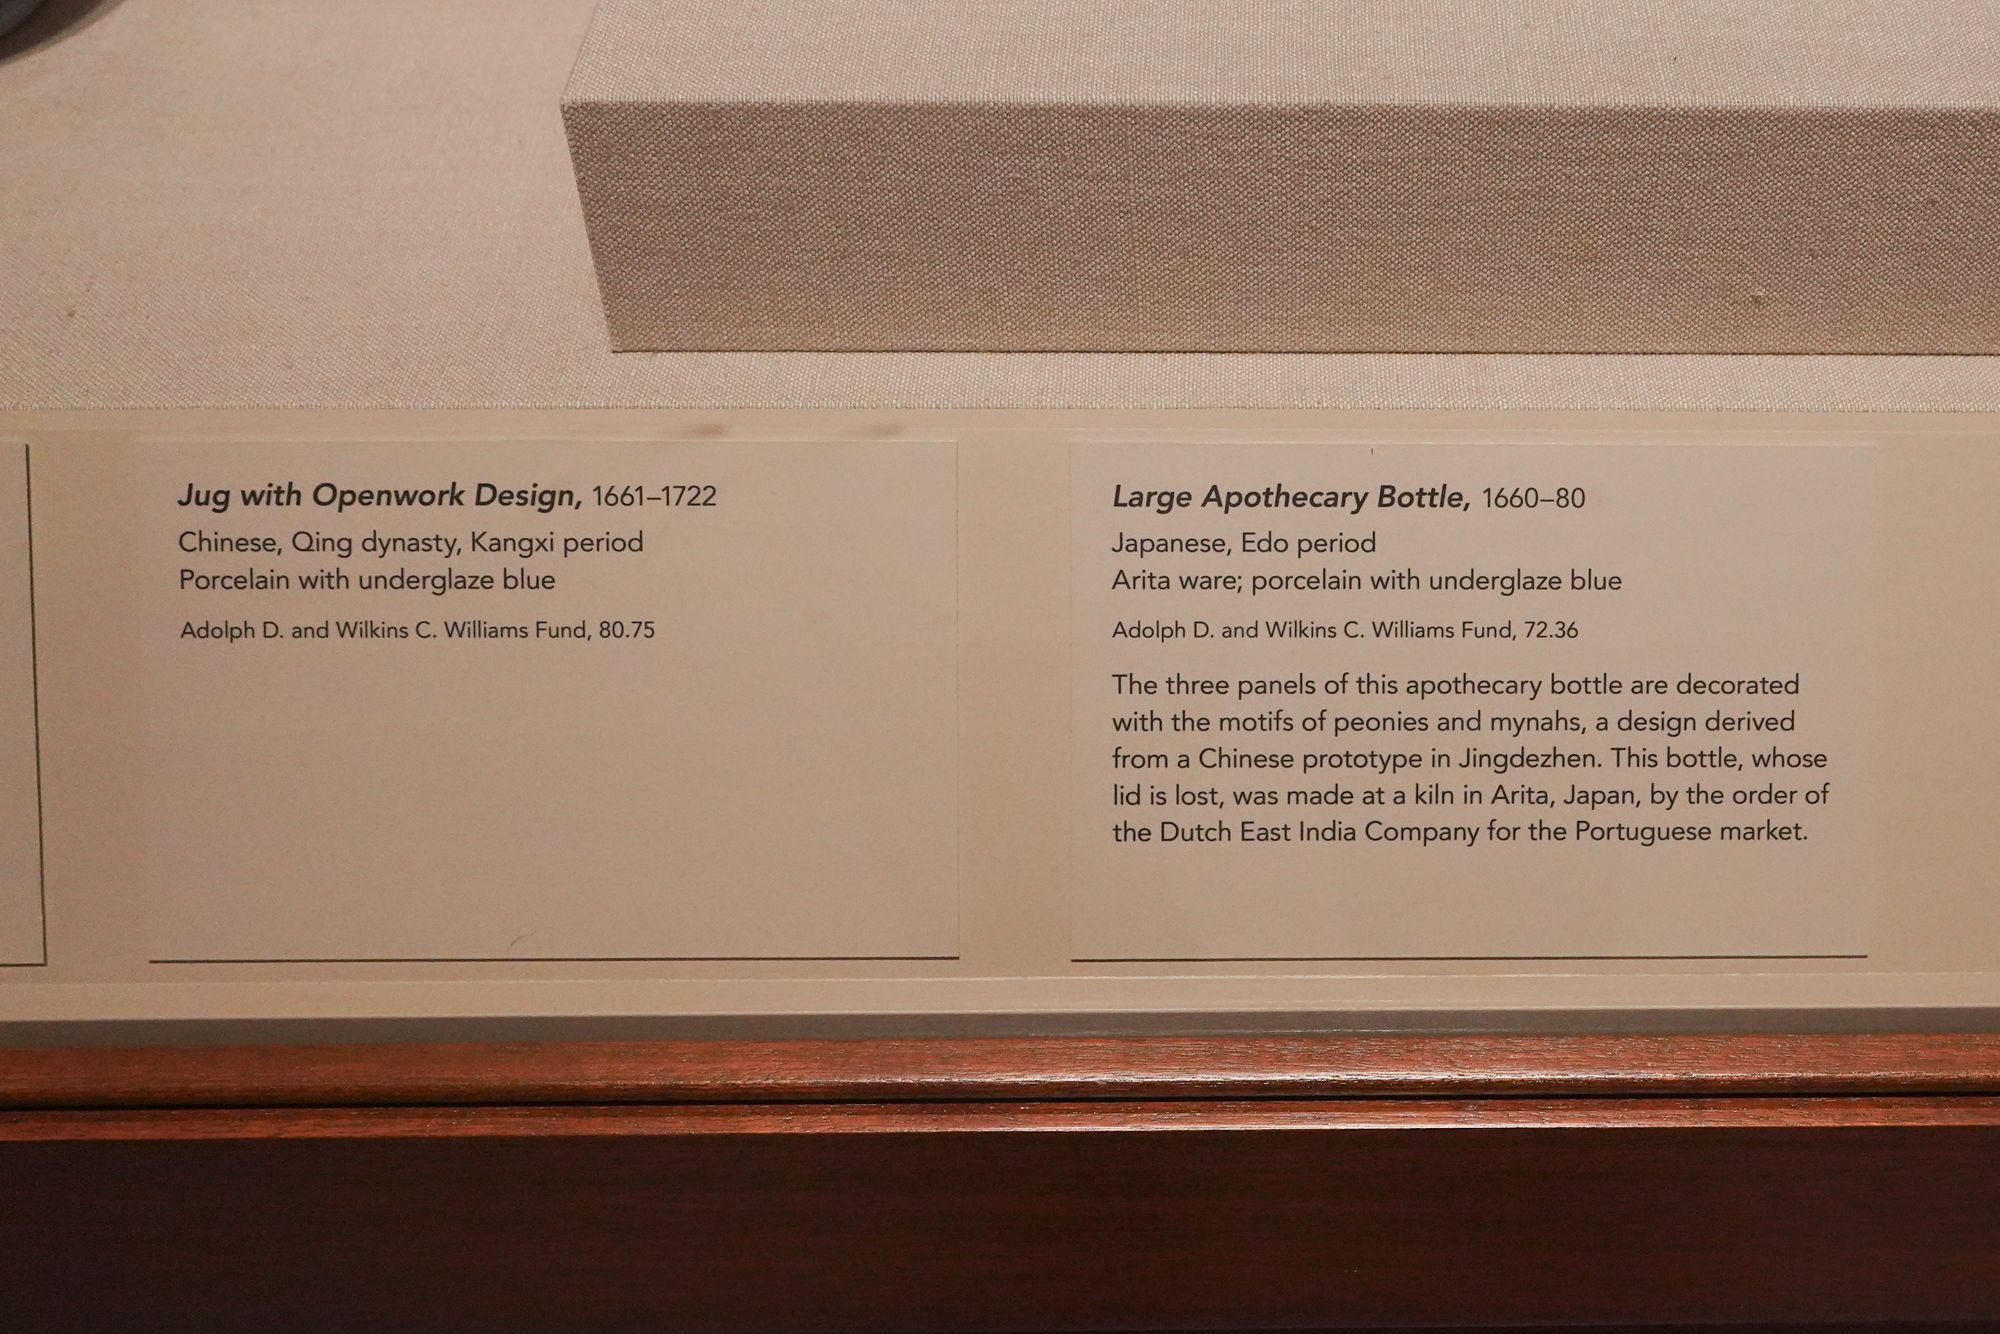 Jug with Openwork Design, 1661–1722
Chinese, Qing dynasty, Kangxi period
Porcelain with underglaze blue
Adolph D. and Wilkins C. Williams Fund, 80.75
Large Apothecary Bottle, 1660–80
Japanese, Edo period
Arita ware; porcelain with underglaze blue
Adolph D. and Wilkins C. Williams Fund, 72.36
The three panels of this apothecary bottle are decorated
with the motifs of peonies and mynahs, a design derived
from a Chinese prototype in Jingdezhen. This bottle, whose
lid is lost, was made at a kiln in Arita, Japan, by the order of
the Dutch East India Company for the Portuguese market.